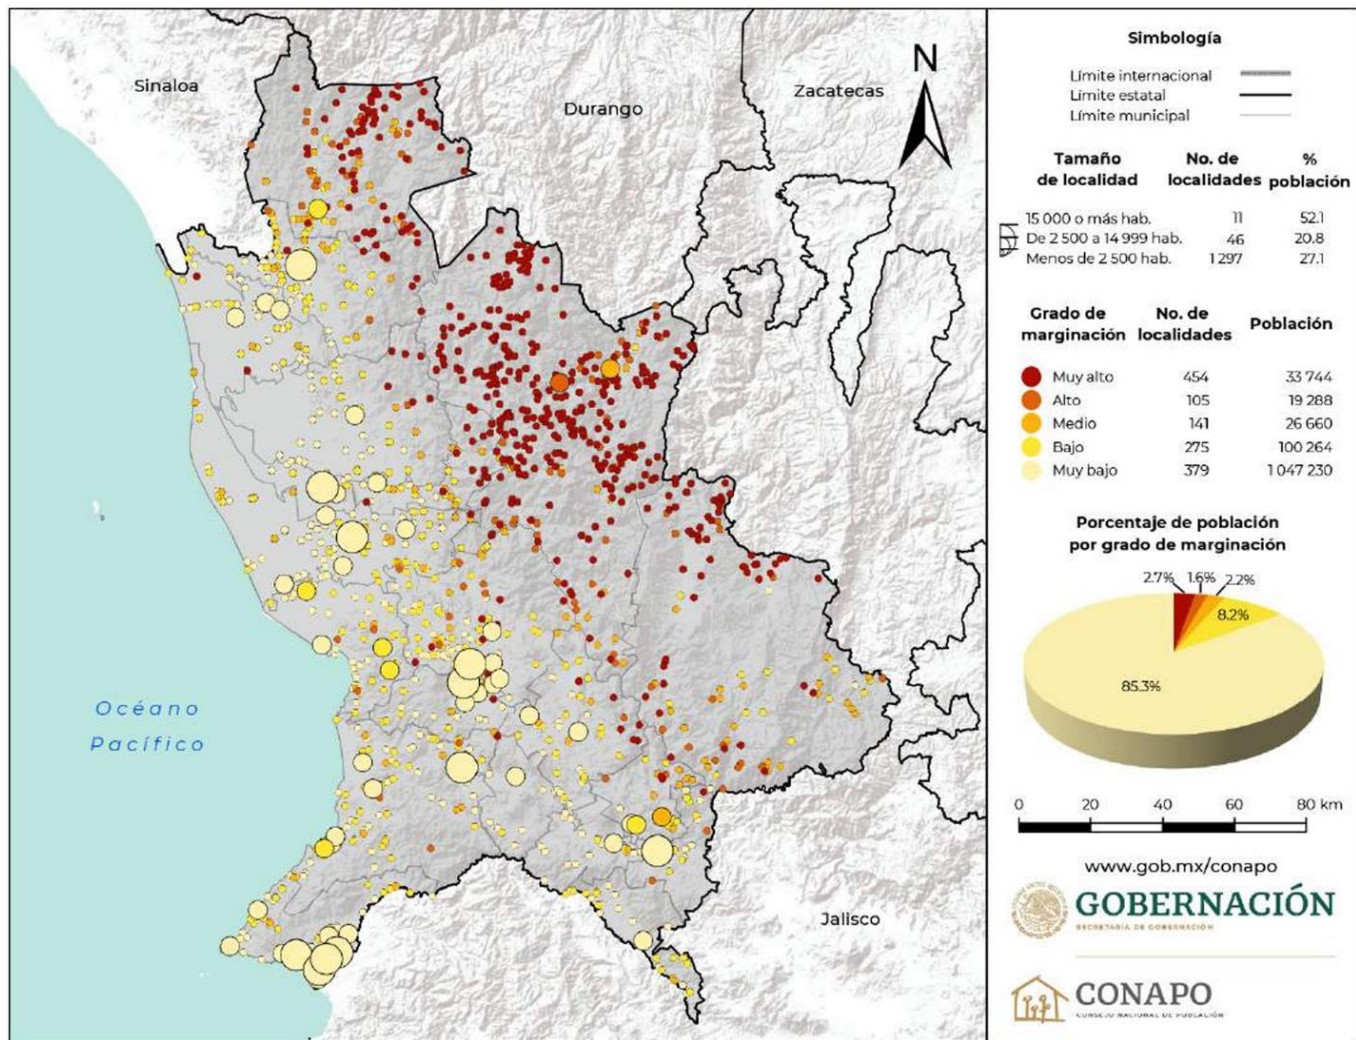 Sinaloa
Durango
Zacatecas
N
Océano
Pacífico
Jalisco
Simbología
Límite internacional
Límite estatal
Límite municipal
Tamaño de localidad No. de localidades % población
15 000 o más hab. 11 52.1
De 2 500 a 14 999 hab. 46 20.8
Menos de 2 500 hab. 1 297 27.1
Grado de marginación No. de localidades Población
Muy alto 454 33 744
Alto 105 19 288
Medio 141 26 660
Bajo 275 100 264
Muy bajo 379 1 047 230
Porcentaje de población
por grado de marginación
2.7% 1.6% 2.2%
8.2%
85.3%
0 20 40 60 80 km
www.gob.mx/conapo
GOBERNACIÓN
SECRETARÍA DE GOBERNACIÓN
CONAPO
CONSEJO NACIONAL DE POBLACIÓN